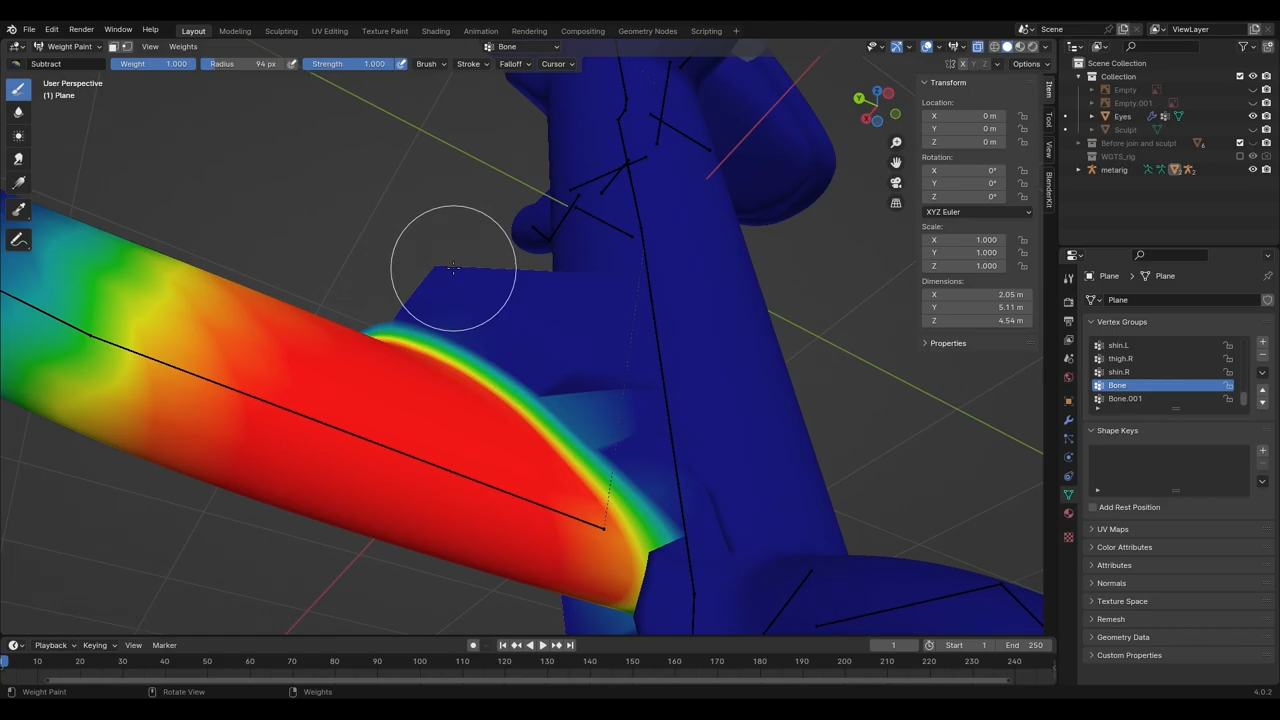 File Edit Render Window Help Layout Modeling Sculpting UV Editing Texture Paint Shading Animation Rendering Compositing Geometry Nodes Scripting Scene ViewLayer
Weight Paint View Weights Bone
Subtract Weight 1.000 Radius 94 px Strength 1.000 Brush Stroke Falloff Cursor X Y Z Options
User Perspective
(1) Plane
Transform
Location:
X 0 m
Y 0 m
Z 0 m
Rotation:
X 0°
Y 0°
Z 0°
XYZ Euler
Scale:
X 1.000
Y 1.000
Z 1.000
Dimensions:
X 2.05 m
Y 5.11 m
Z 4.54 m
Properties
Item
Tool
View
BlenderKit
Y
Z
X
Scene Collection
Collection
Empty
Empty.001
Eyes
Sculpt
Before join and sculpt 6
WGTS_rig
metarig 2
Plane Plane
Plane
Vertex Groups
shin.L
thigh.R
shin.R
Bone
Bone.001
Shape Keys
Add Rest Position
UV Maps
Color Attributes
Attributes
Normals
Texture Space
Remesh
Geometry Data
Custom Properties
Playback Keying View Marker 1 Start 1 End 250
10 20 30 40 50 60 70 80 90 100 110 120 130 140 150 160 170 180 190 200 210 220 230 240
Weight Paint Rotate View Weights 4.0.2